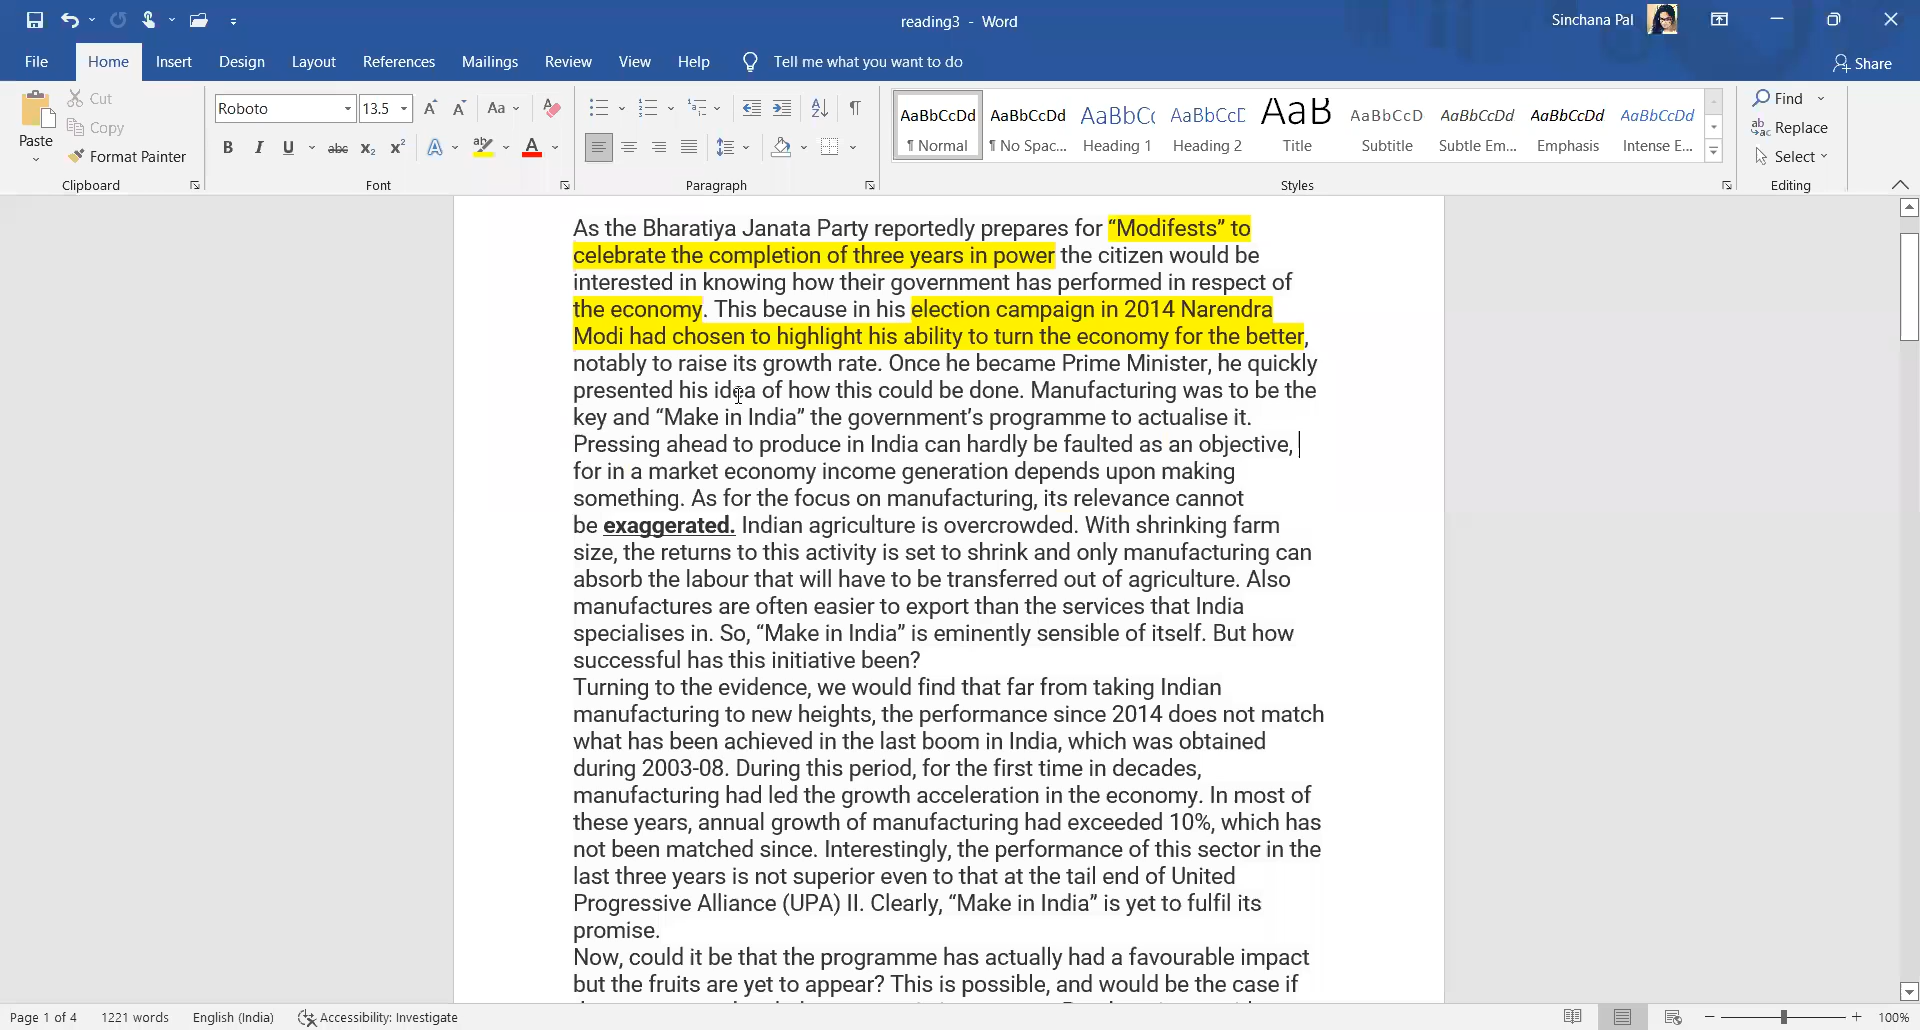 reading3 - Word
Sinchana Pal
File Home Insert Design Layout References Mailings Review View Help Tell me what you want to do Share
Paste
Cut
Copy
Format Painter
Clipboard
Roboto 13.5
Font
Paragraph
AaBbCcDd AaBbCcDd AaBbCc AaBbCcD AaB AaBbCcD AaBbCcDd AaBbCcDd AaBbCcDd
¶ Normal ¶ No Spac... Heading 1 Heading 2 Title Subtitle Subtle Em... Emphasis Intense E...
Styles
Find
Replace
Select
Editing
As the Bharatiya Janata Party reportedly prepares for “Modifests” to
celebrate the completion of three years in power the citizen would be
interested in knowing how their government has performed in respect of
the economy. This because in his election campaign in 2014 Narendra
Modi had chosen to highlight his ability to turn the economy for the better,
notably to raise its growth rate. Once he became Prime Minister, he quickly
presented his idea of how this could be done. Manufacturing was to be the
key and “Make in India” the government’s programme to actualise it.
Pressing ahead to produce in India can hardly be faulted as an objective,
for in a market economy income generation depends upon making
something. As for the focus on manufacturing, its relevance cannot
be exaggerated. Indian agriculture is overcrowded. With shrinking farm
size, the returns to this activity is set to shrink and only manufacturing can
absorb the labour that will have to be transferred out of agriculture. Also
manufactures are often easier to export than the services that India
specialises in. So, “Make in India” is eminently sensible of itself. But how
successful has this initiative been?
Turning to the evidence, we would find that far from taking Indian
manufacturing to new heights, the performance since 2014 does not match
what has been achieved in the last boom in India, which was obtained
during 2003-08. During this period, for the first time in decades,
manufacturing had led the growth acceleration in the economy. In most of
these years, annual growth of manufacturing had exceeded 10%, which has
not been matched since. Interestingly, the performance of this sector in the
last three years is not superior even to that at the tail end of United
Progressive Alliance (UPA) II. Clearly, “Make in India” is yet to fulfil its
promise.
Now, could it be that the programme has actually had a favourable impact
but the fruits are yet to appear? This is possible, and would be the case if
Page 1 of 4 1221 words English (India) Accessibility: Investigate 100%